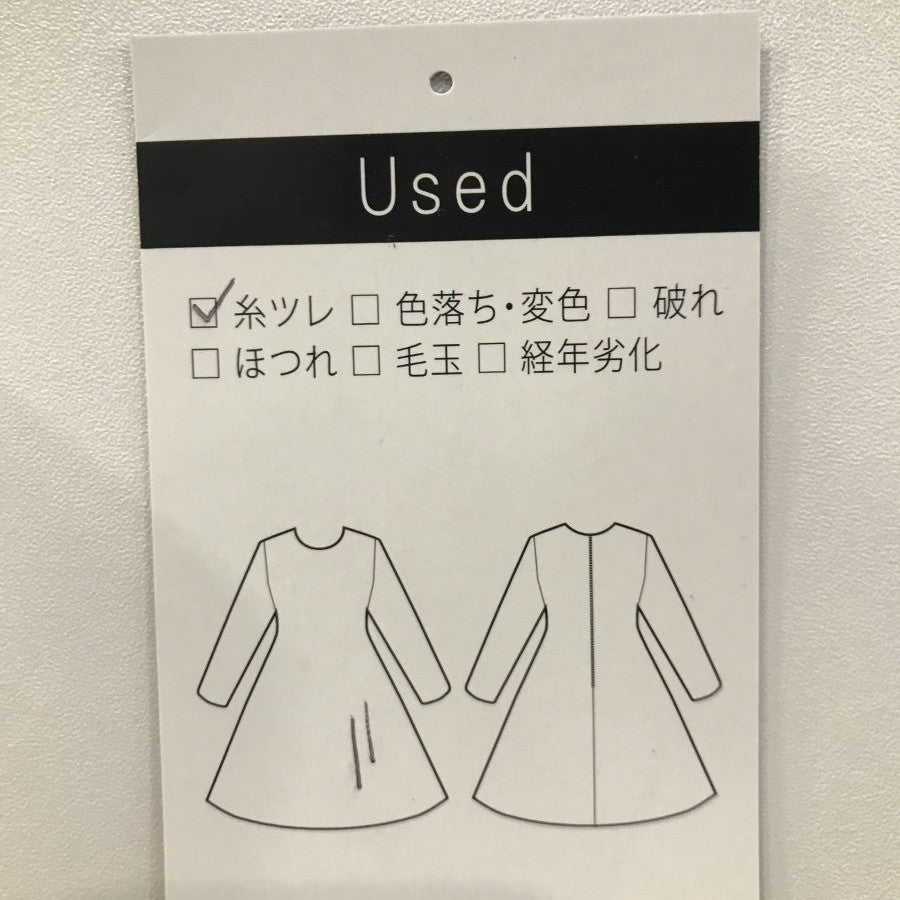 Used
☑ 糸ツレ □ 色落ち・変色 □ 破れ
□ ほつれ □ 毛玉 □ 経年劣化